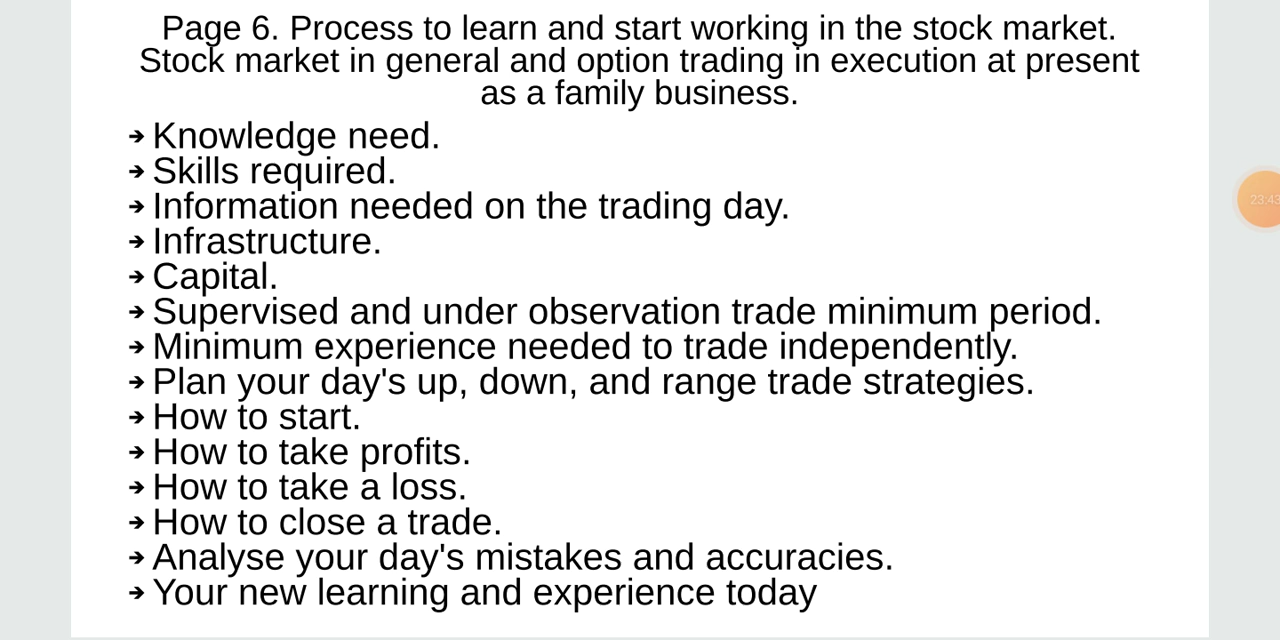 Page 6. Process to learn and start working in the stock market.
Stock market in general and option trading in execution at present
as a family business.
➔ Knowledge need.
➔ Skills required.
➔ Information needed on the trading day.
➔ Infrastructure.
➔ Capital.
➔ Supervised and under observation trade minimum period.
➔ Minimum experience needed to trade independently.
➔ Plan your day's up, down, and range trade strategies.
➔ How to start.
➔ How to take profits.
➔ How to take a loss.
➔ How to close a trade.
➔ Analyse your day's mistakes and accuracies.
➔ Your new learning and experience today
23:43